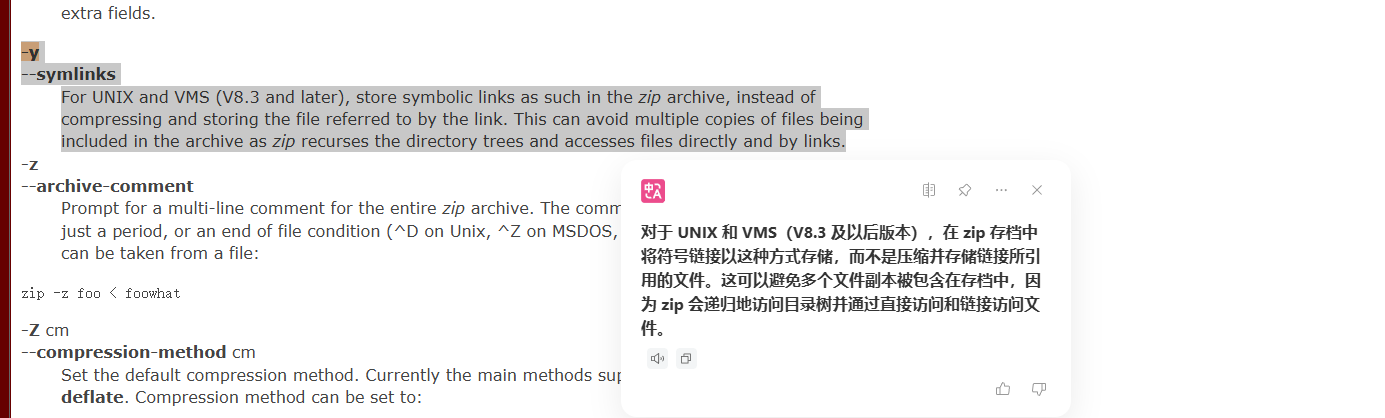 extra fields.
-y
--symlinks
For UNIX and VMS (V8.3 and later), store symbolic links as such in the zip archive, instead of
compressing and storing the file referred to by the link. This can avoid multiple copies of files being
included in the archive as zip recurses the directory trees and accesses files directly and by links.
-z
--archive-comment
Prompt for a multi-line comment for the entire zip archive. The comm
just a period, or an end of file condition (^D on Unix, ^Z on MSDOS,
can be taken from a file:
zip -z foo < foowhat
-Z cm
--compression-method cm
Set the default compression method. Currently the main methods sup
deflate. Compression method can be set to:
中 A
对于 UNIX 和 VMS（V8.3 及以后版本），在 zip 存档中
将符号链接以这种方式存储，而不是压缩并存储链接所引
用的文件。这可以避免多个文件副本被包含在存档中，因
为 zip 会递归地访问目录树并通过直接访问和链接访问文
件。